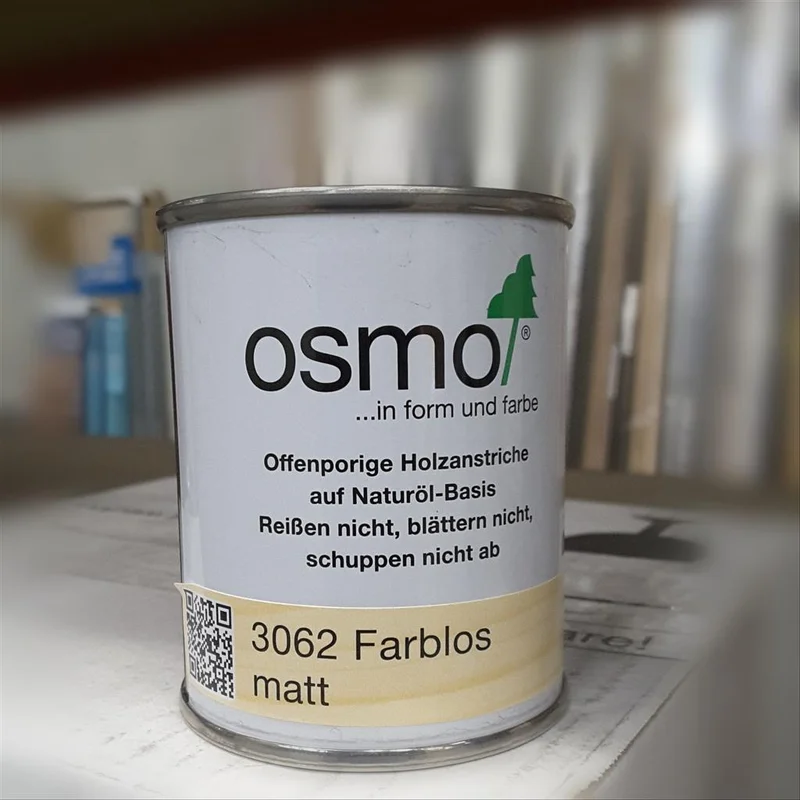 osmo®
...in form und farbe
Offenporige Holzanstriche
auf Naturöl-Basis
Reißen nicht, blättern nicht,
schuppen nicht ab
3062 Farblos
matt